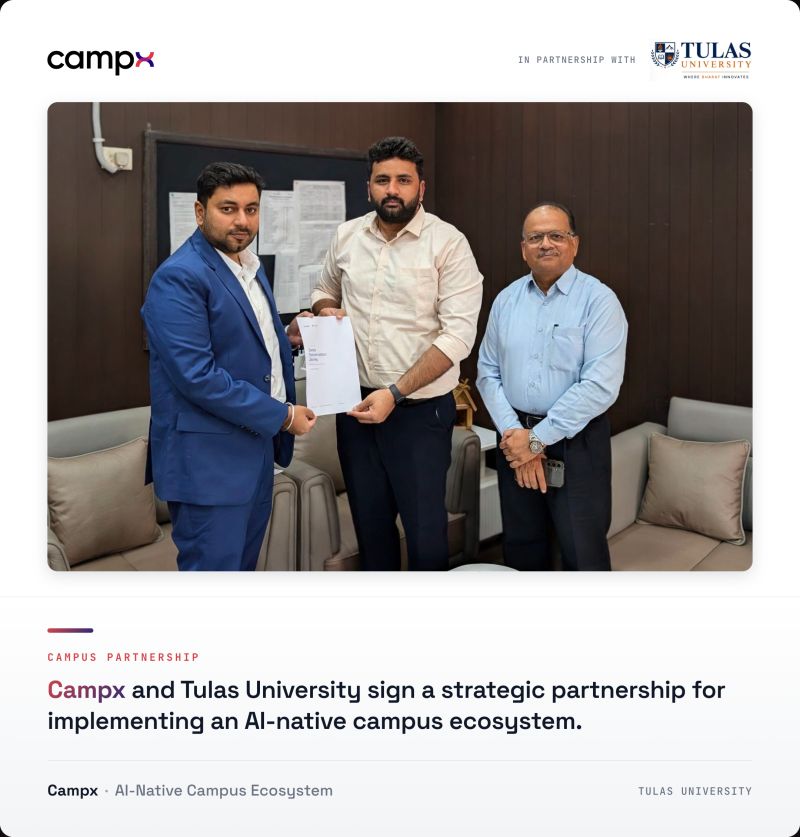 campx
IN PARTNERSHIP WITH
TULAS
UNIVERSITY
WHERE BHARAT INNOVATES
CAMPUS PARTNERSHIP
Campx and Tulas University sign a strategic partnership for
implementing an AI-native campus ecosystem.
Campx · AI-Native Campus Ecosystem
TULAS UNIVERSITY